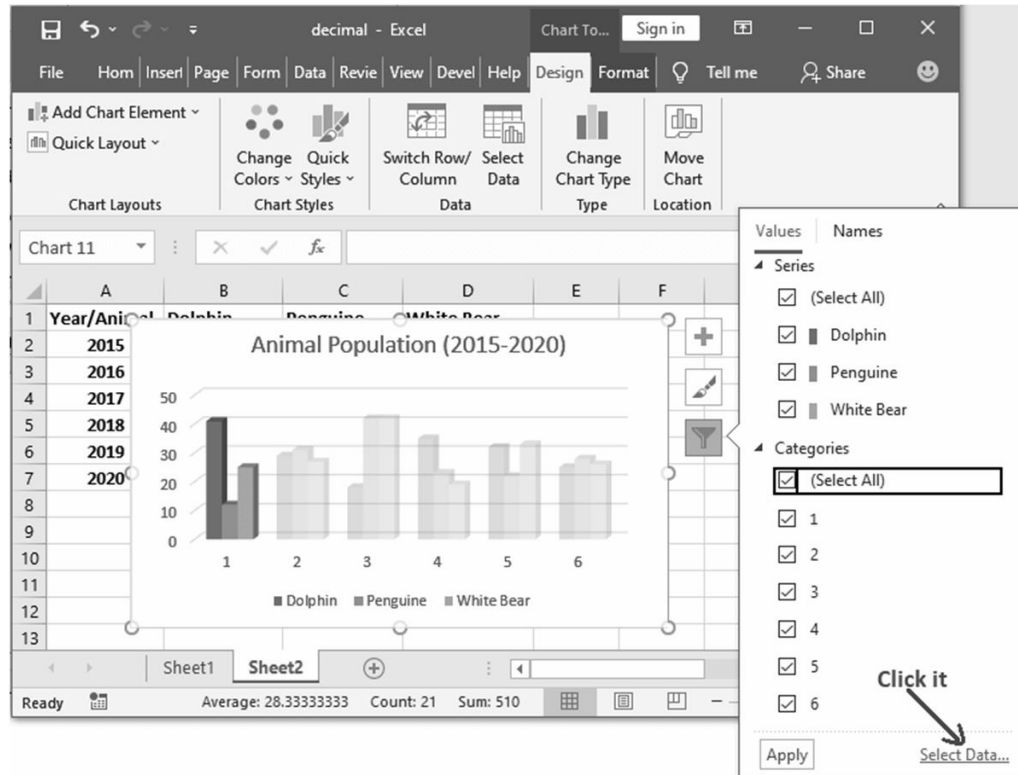 decimal - Excel
Chart To...
Sign in
File Hom Inserl Page Form Data Revie View Devel Help Design Format Tell me Share
Add Chart Element
Quick Layout
Change Colors
Quick Styles
Switch Row/ Column
Select Data
Change Chart Type
Move Chart
Chart Layouts
Chart Styles
Data
Type
Location
Chart 11
fx
A B C D E F
1 Year/Animal Dolphin Penguine White Bear
2 2015
3 2016
4 2017
5 2018
6 2019
7 2020
8
9
10
11
12
13
Animal Population (2015-2020)
50
40
30
20
10
0
1 2 3 4 5 6
Dolphin Penguine White Bear
Sheet1 Sheet2
Ready
Average: 28.33333333 Count: 21 Sum: 510
Values Names
Series
(Select All)
Dolphin
Penguine
White Bear
Categories
(Select All)
1
2
3
4
5
6
Click it
Apply
Select Data...